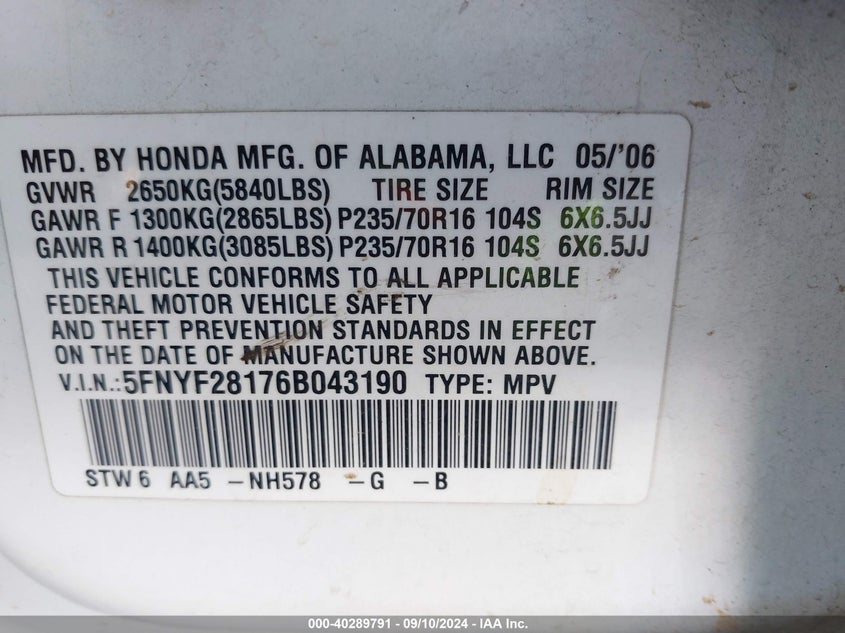 MFD. BY HONDA MFG. OF ALABAMA, LLC 05/'06
GVWR 2650KG(5840LBS) TIRE SIZE RIM SIZE
GAWR F 1300KG(2865LBS) P235/70R16 104S 6X6.5JJ
GAWR R 1400KG(3085LBS) P235/70R16 104S 6X6.5JJ
THIS VEHICLE CONFORMS TO ALL APPLICABLE
FEDERAL MOTOR VEHICLE SAFETY
AND THEFT PREVENTION STANDARDS IN EFFECT
ON THE DATE OF MANUFACTURE SHOWN ABOVE.
V.I.N.:5FNYF28176B043190 TYPE: MPV
STW 6 AA5 -NH578 -G -B
000-40289791 - 09/10/2024 - IAA Inc.